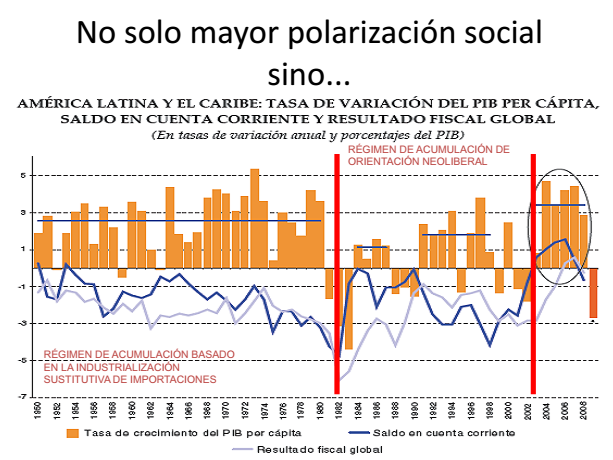 No solo mayor polarización social
sino...
AMÉRICA LATINA Y EL CARIBE: TASA DE VARIACIÓN DEL PIB PER CÁPITA,
SALDO EN CUENTA CORRIENTE Y RESULTADO FISCAL GLOBAL
(En tasas de variación anual y porcentajes del PIB)
RÉGIMEN DE ACUMULACIÓN DE
ORIENTACIÓN NEOLIBERAL
5
3
1
-1
-3
-5
-7
RÉGIMEN DE ACUMULACIÓN BASADO
EN LA INDUSTRIALIZACIÓN
SUSTITUTIVA DE IMPORTACIONES
1950 1952 1954 1956 1958 1960 1962 1964 1966 1968 1970 1972 1974 1976 1978 1980 1982 1984 1986 1988 1990 1992 1994 1996 1998 2000 2002 2004 2006 2008
Tasa de crecimiento del PIB per cápita Saldo en cuenta corriente
Resultado fiscal global